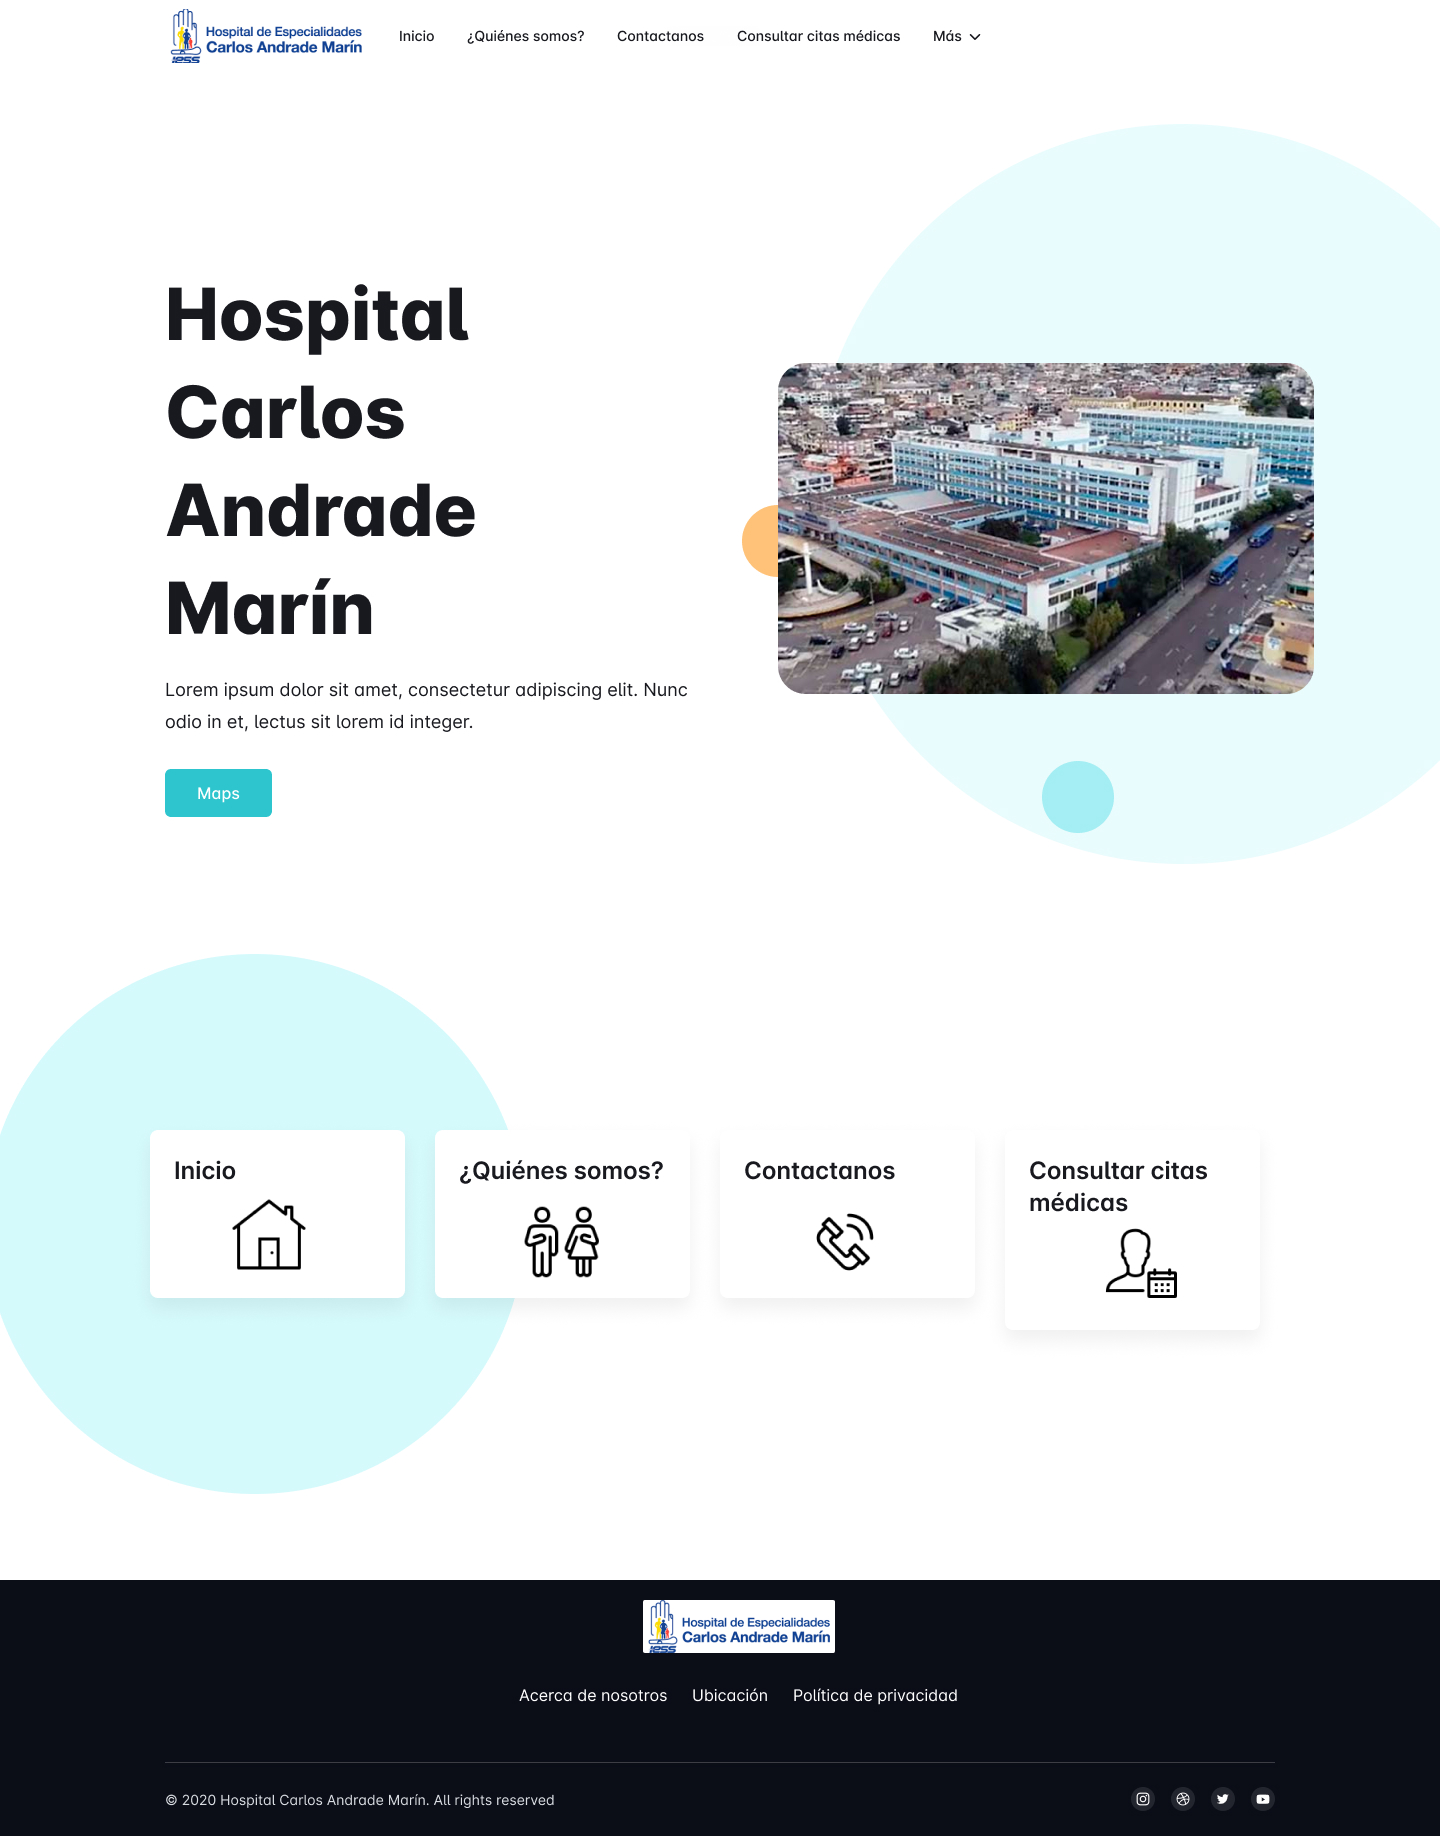 Hospital de Especialidades
Carlos Andrade Marín
iess
Inicio
¿Quiénes somos?
Contactanos
Consultar citas médicas
Más
Hospital
Carlos
Andrade
Marín
Lorem ipsum dolor sit amet, consectetur adipiscing elit. Nunc
odio in et, lectus sit lorem id integer.
Maps
Inicio
¿Quiénes somos?
Contactanos
Consultar citas
médicas
Hospital de Especialidades
Carlos Andrade Marín
iess
Acerca de nosotros
Ubicación
Política de privacidad
© 2020 Hospital Carlos Andrade Marín. All rights reserved